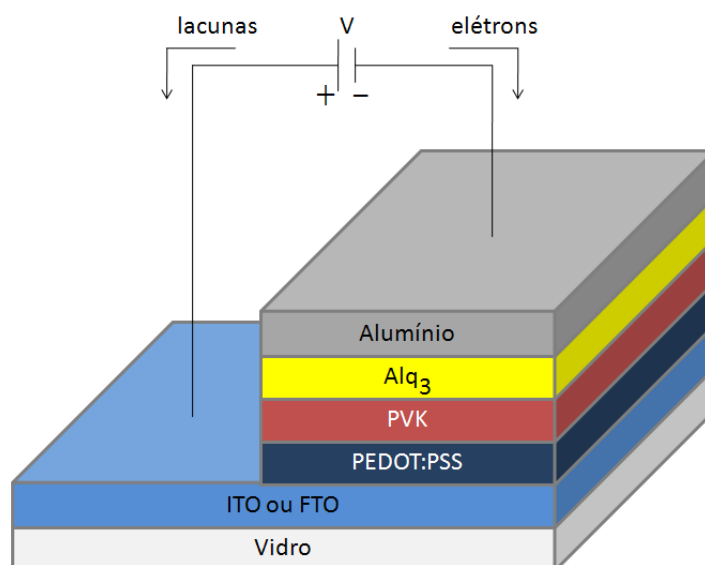 lacunas V elétrons
+ −
Alumínio
Alq3
PVK
PEDOT:PSS
ITO ou FTO
Vidro